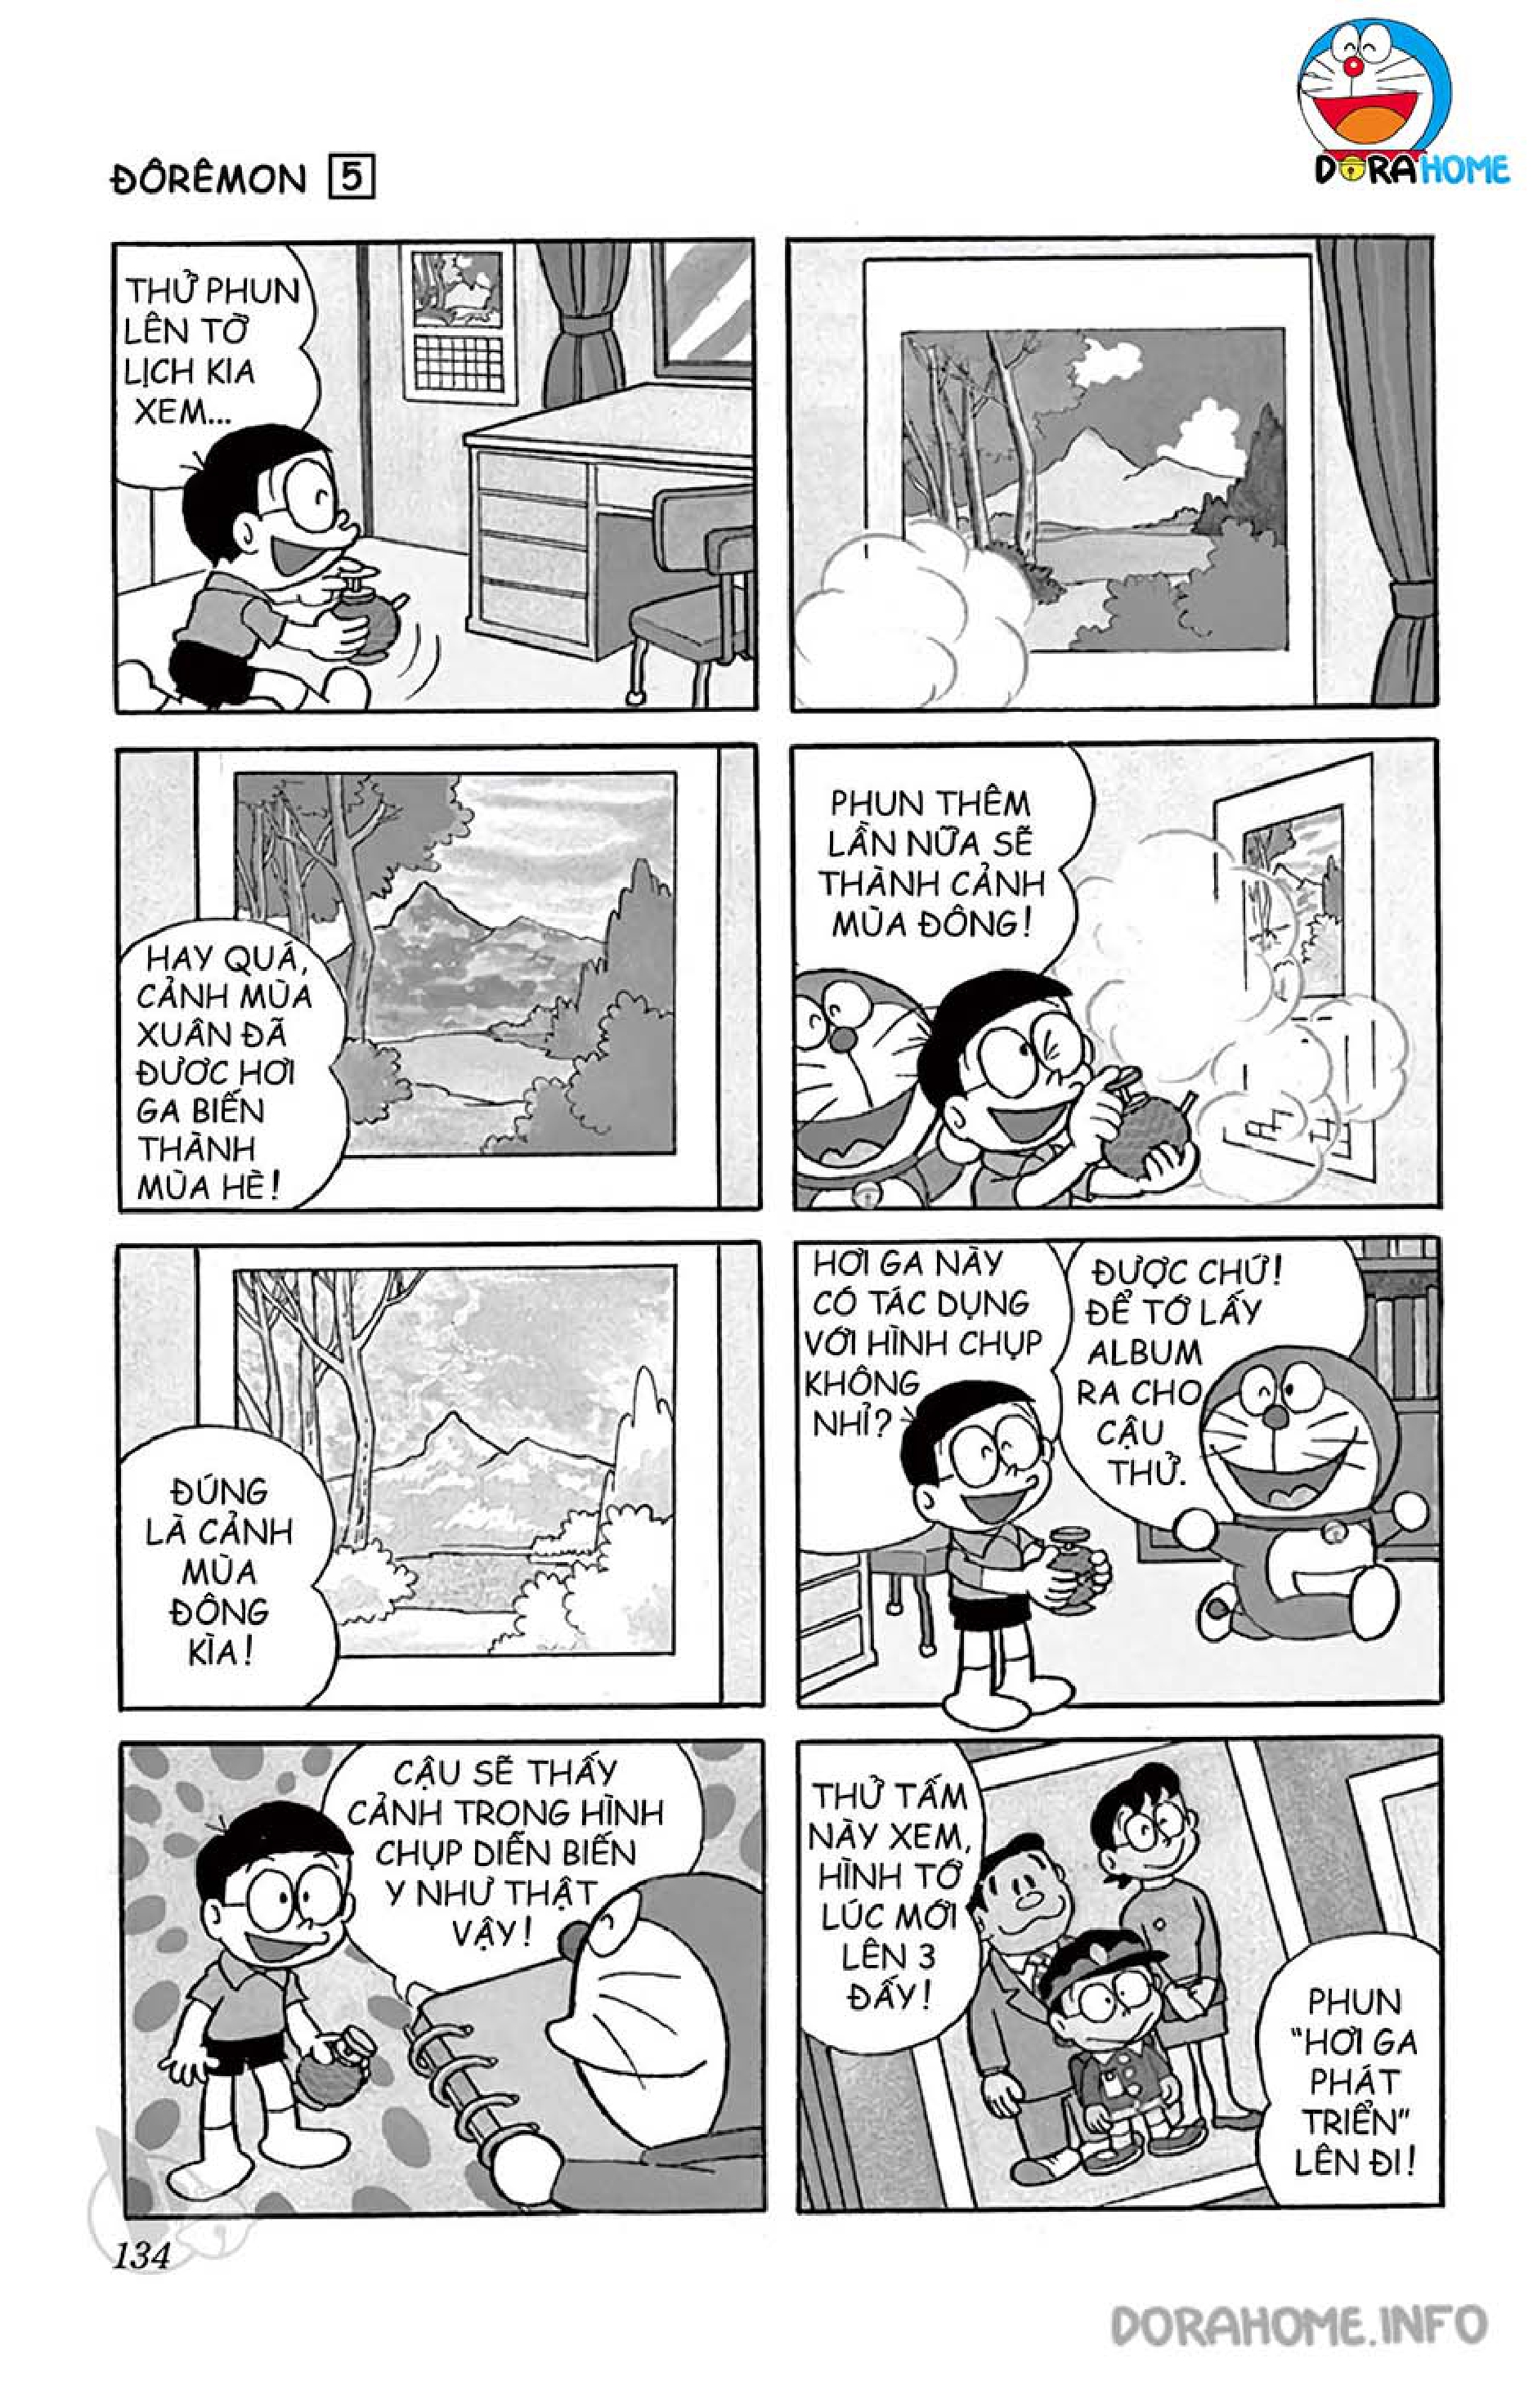 DORAHOME
ĐÔRÊMON 5
THỬ PHUN
LÊN TỜ
LỊCH KIA
XEM...
HAY QUÁ,
CẢNH MÙA
XUÂN ĐÃ
ĐƯƠC HƠI
GA BIẾN
THÀNH
MÙA HÈ!
PHUN THÊM
LẦN NỮA SẼ
THÀNH CẢNH
MÙA ĐÔNG!
ĐÚNG
LÀ CẢNH
MÙA
ĐÔNG
KÌA!
HƠI GA NÀY
CÓ TÁC DỤNG
VỚI HÌNH CHỤP
KHÔNG
NHỈ?
ĐƯỢC CHỨ!
ĐỂ TỚ LẤY
ALBUM
RA CHO
CẬU
THỬ.
CẬU SẼ THẤY
CẢNH TRONG HÌNH
CHỤP DIỄN BIẾN
Y NHƯ THẬT
VẬY!
THỬ TẤM
NÀY XEM,
HÌNH TỚ
LÚC MỚI
LÊN 3
ĐẤY!
PHUN
"HƠI GA
PHÁT
TRIỂN"
LÊN ĐI!
134
DORAHOME.INFO